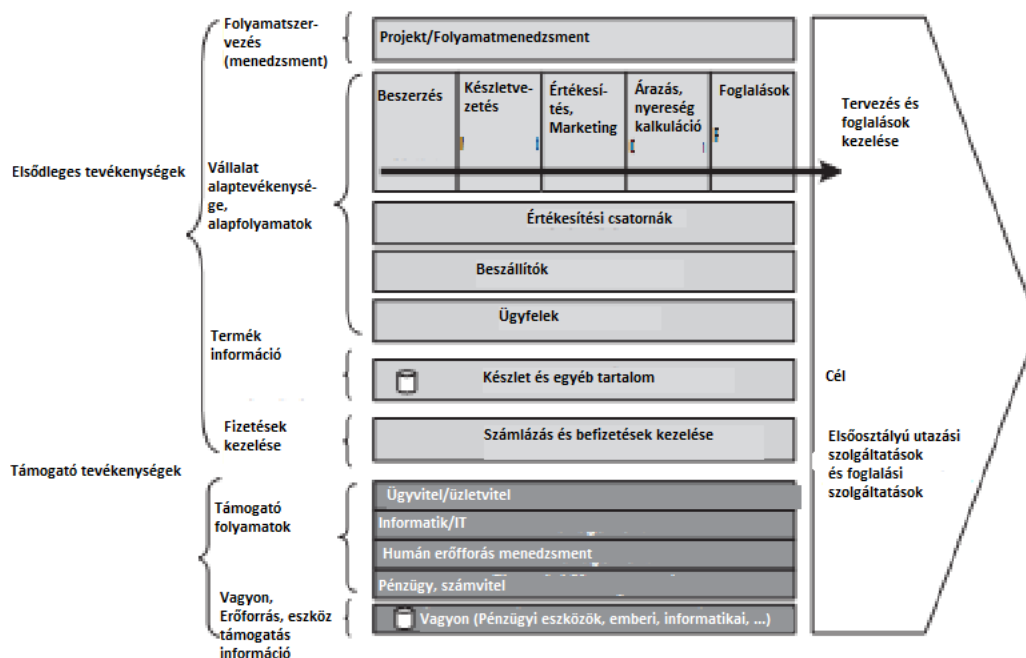 Folyamatszer-
vezés
(menedzsment)
Projekt/Folyamatmenedzsment
Elsődleges tevékenységek
Vállalat
alaptevékenysé-
ge,
alapfolyamatok
Beszerzés
Készletve-
zetés
Értékesí-
tés,
Marketing
Árazás,
nyereség
kalkuláció
Foglalások
Tervezés és
foglalások
kezelése
Értékesítési csatornák
Beszállítók
Ügyfelek
Termék
információ
Készlet és egyéb tartalom
Cél
Fizetések
kezelése
Számlázás és befizetések kezelése
Elsőosztályú utazási
szolgáltatások
és foglalási
szolgáltatások
Támogató tevékenységek
Támogató
folyamatok
Ügyvitel/üzletvitel
Informatik/IT
Humán erőfforás menedzsment
Pénzügy, számvitel
Vagyon,
Erőforrás, eszköz
támogatás
információ
Vagyon (Pénzügyi eszközök, emberi, informatikai, ...)